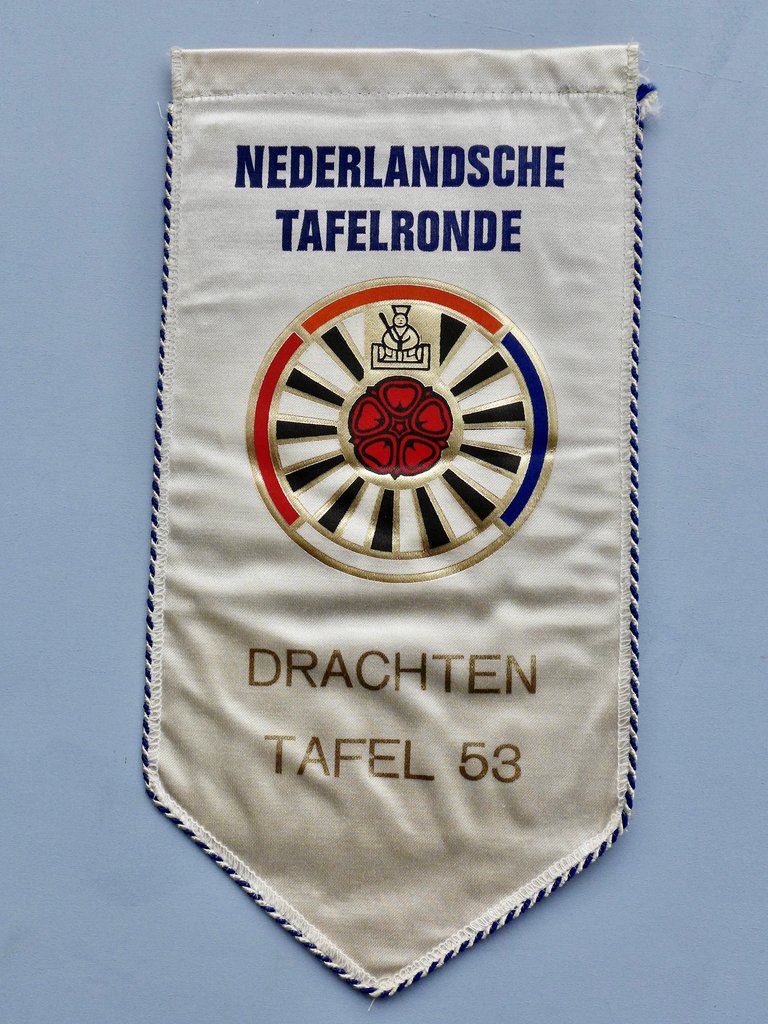 NEDERLANDSCHE
TAFELRONDE
DRACHTEN
TAFEL 53